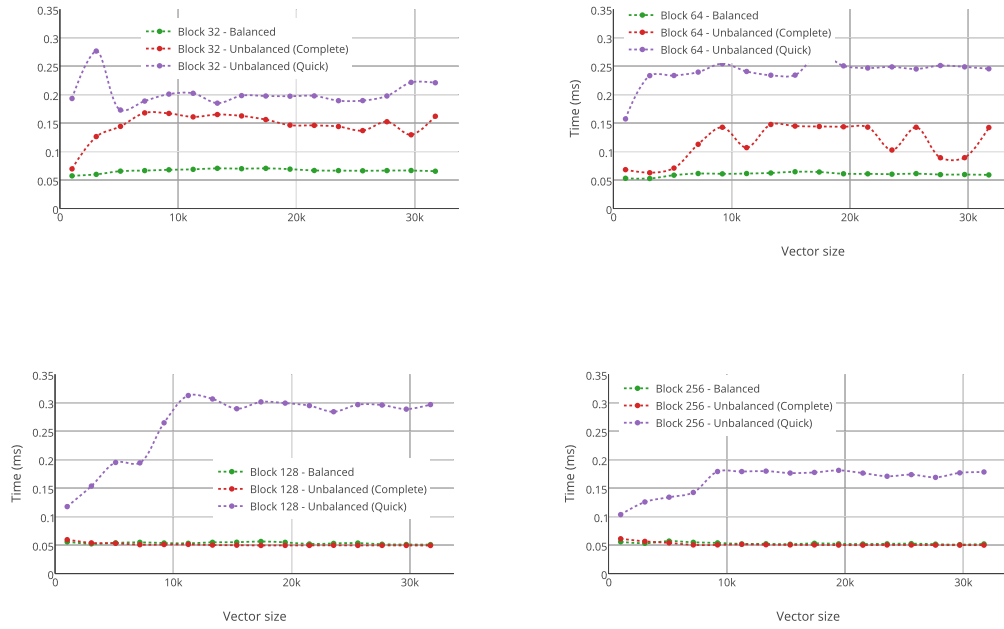 0.35
Block 32 - Balanced
0.3
Block 32 - Unbalanced (Complete)
Block 32 - Unbalanced (Quick)
0.25
0.2
0.15
0.1
0.05
0
0
10k
20k
30k
0.35
Block 64 - Balanced
0.3
Block 64 - Unbalanced (Complete)
Block 64 - Unbalanced (Quick)
0.25
0.2
0.15
0.1
0.05
0
0
10k
20k
30k
Time (ms)
Vector size
0.35
0.3
0.25
0.2
Block 128 - Balanced
Block 128 - Unbalanced (Complete)
0.15
Block 128 - Unbalanced (Quick)
0.1
0.05
0
0
10k
20k
30k
Time (ms)
Vector size
0.35
Block 256 - Balanced
0.3
Block 256 - Unbalanced (Complete)
Block 256 - Unbalanced (Quick)
0.25
0.2
0.15
0.1
0.05
0
0
10k
20k
30k
Time (ms)
Vector size